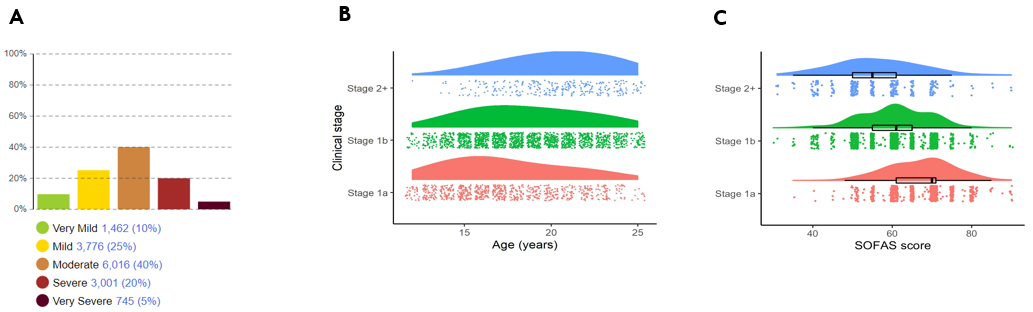 A
100%
80%
60%
40%
20%
0%
Very Mild 1,462 (10%)
Mild 3,776 (25%)
Moderate 6,016 (40%)
Severe 3,001 (20%)
Very Severe 745 (5%)
B
Clinical stage
Stage 2+
Stage 1b
Stage 1a
15 20 25
Age (years)
C
Stage 2+
Stage 1b
Stage 1a
40 60 80
SOFAS score